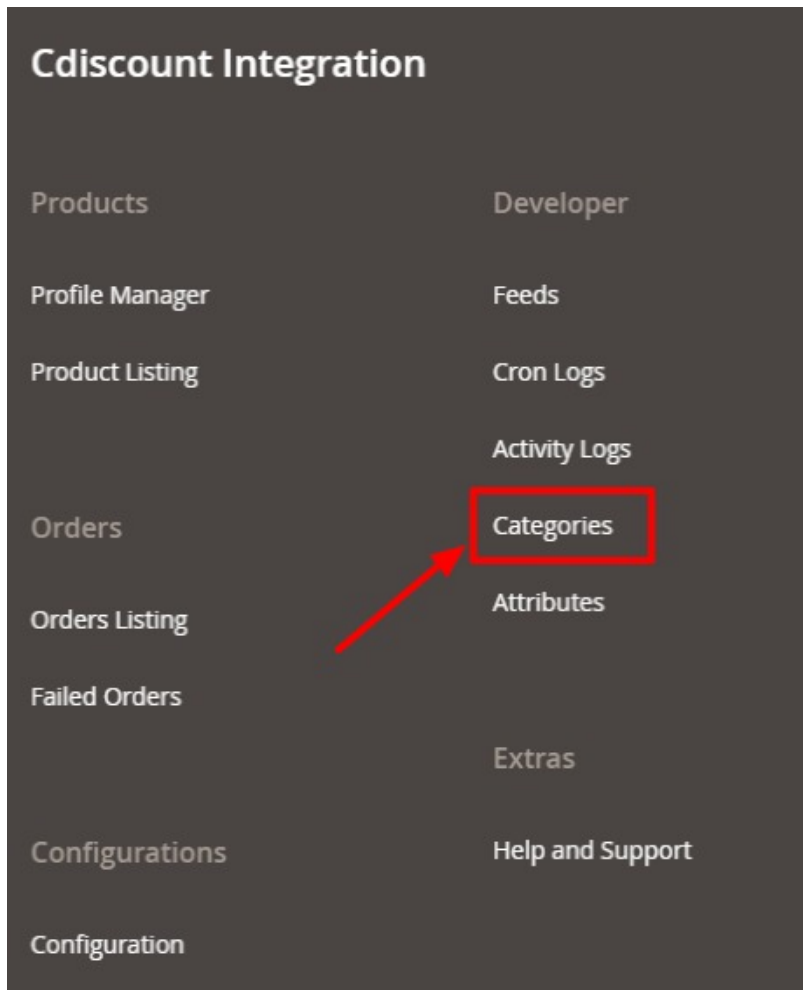 Cdiscount Integration
Products
Profile Manager
Product Listing
Orders
Orders Listing
Failed Orders
Configurations
Configuration
Developer
Feeds
Cron Logs
Activity Logs
Categories
Attributes
Extras
Help and Support